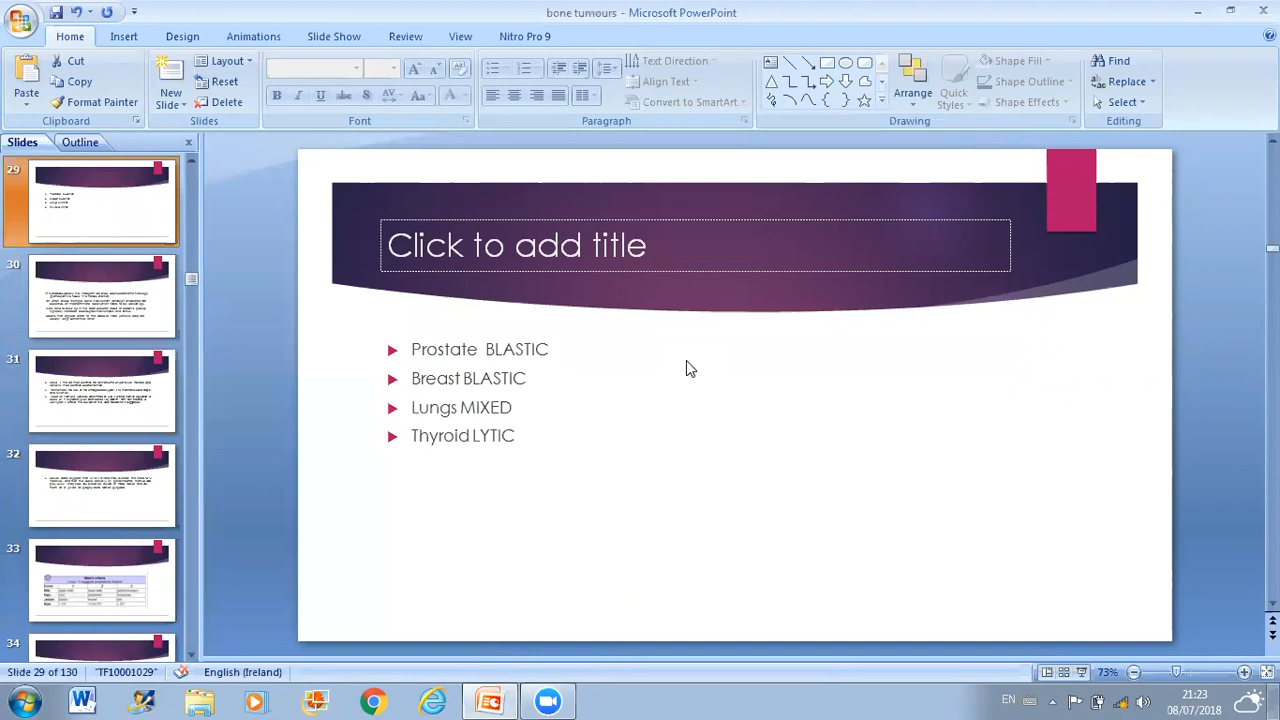 bone tumours - Microsoft PowerPoint
Home Insert Design Animations Slide Show Review View Nitro Pro 9
Paste
Cut
Copy
Format Painter
Clipboard
New
Slide
Layout
Reset
Delete
Slides
B I U abc S AV Aa A
Font
Text Direction
Align Text
Convert to SmartArt
Paragraph
Arrange
Quick
Styles
Shape Fill
Shape Outline
Shape Effects
Drawing
Find
Replace
Select
Editing
Slides Outline
29
30
31
32
33
34
Click to add title
Prostate BLASTIC
Breast BLASTIC
Lungs MIXED
Thyroid LYTIC
Slide 29 of 130 "TF10001029" English (Ireland) 73%
EN
21:23
08/07/2018